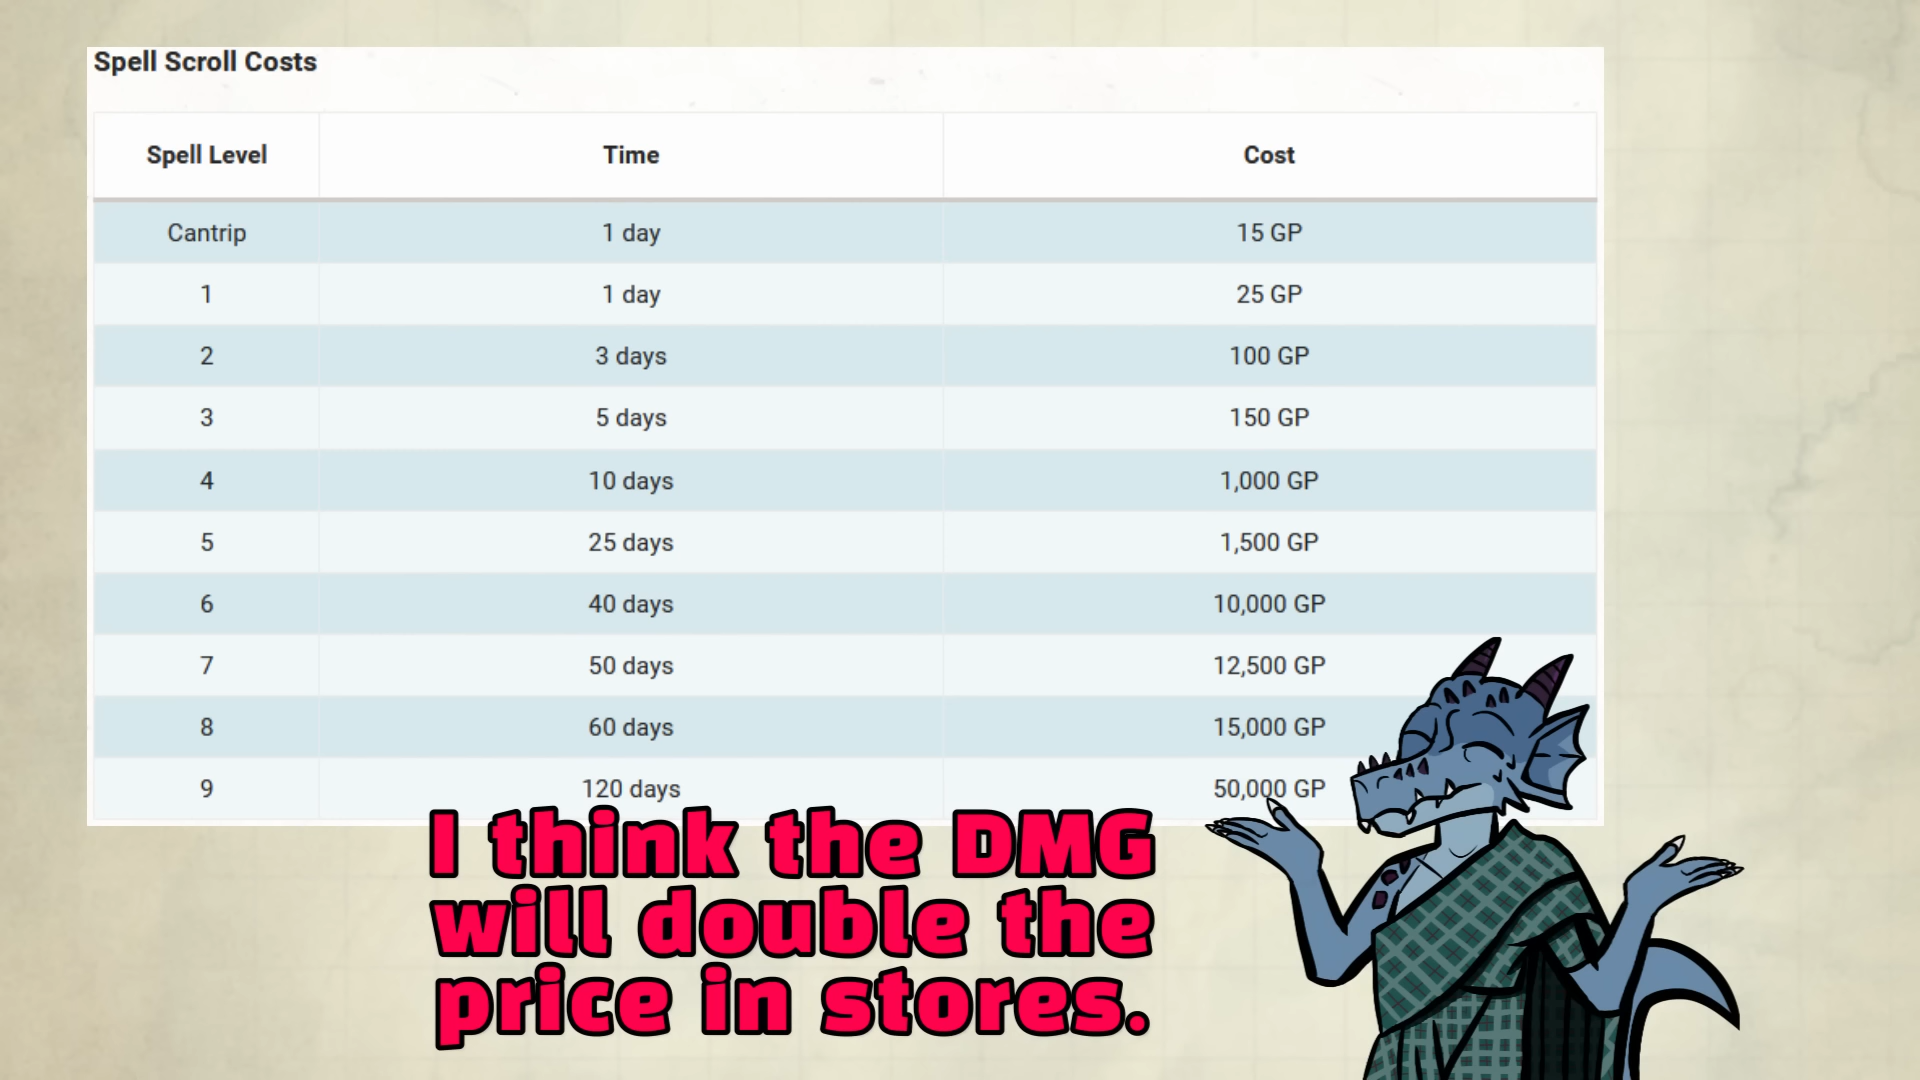 Spell Scroll Costs
Spell Level Time Cost
Cantrip 1 day 15 GP
1 1 day 25 GP
2 3 days 100 GP
3 5 days 150 GP
4 10 days 1,000 GP
5 25 days 1,500 GP
6 40 days 10,000 GP
7 50 days 12,500 GP
8 60 days 15,000 GP
9 120 days 50,000 GP
I think the DMG
will double the
price in stores.